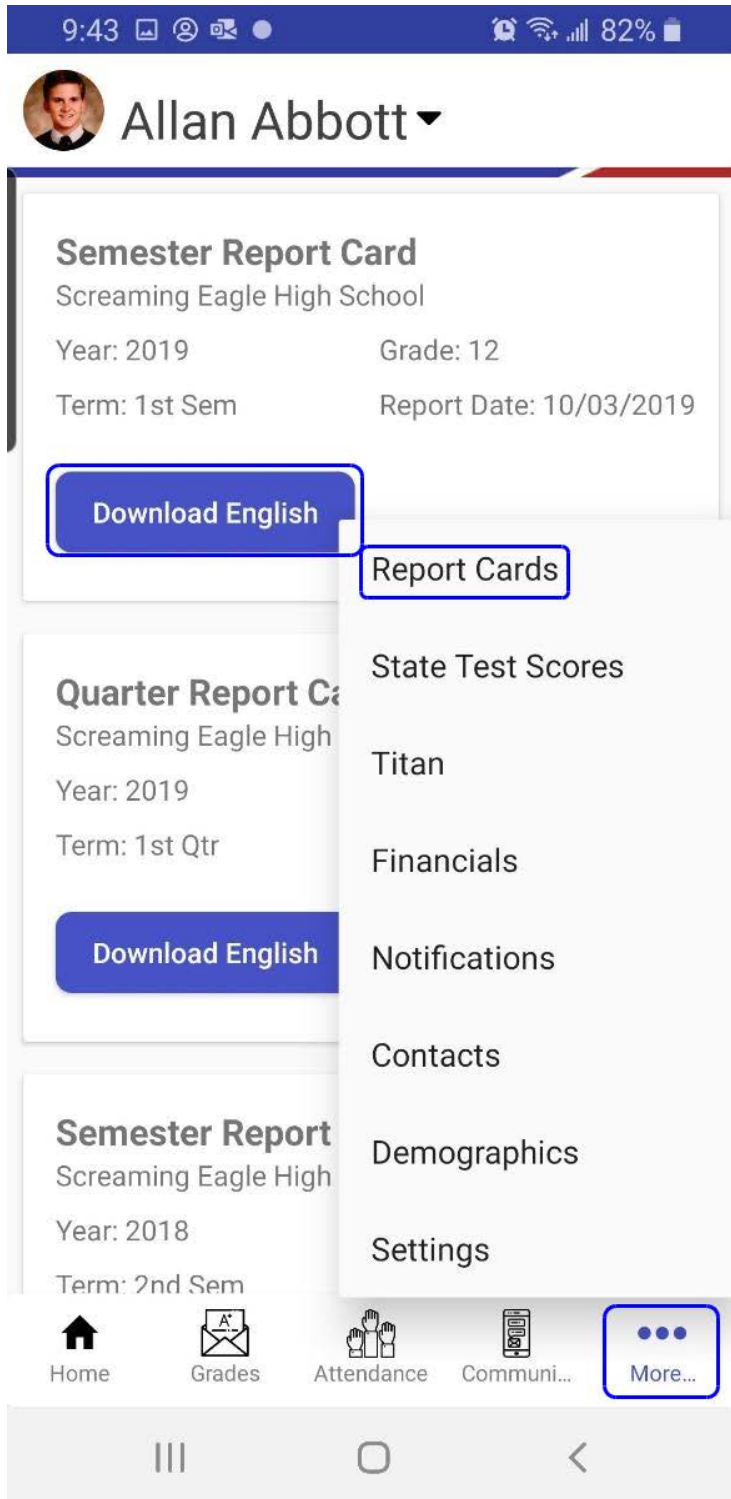 9:43 82%
Allan Abbott
Semester Report Card
Screaming Eagle High School
Year: 2019 Grade: 12
Term: 1st Sem Report Date: 10/03/2019
Download English
Report Cards
State Test Scores
Titan
Financials
Notifications
Contacts
Demographics
Settings
Quarter Report Ca
Screaming Eagle High
Year: 2019
Term: 1st Qtr
Download English
Semester Report
Screaming Eagle High
Year: 2018
Term: 2nd Sem
A+
Home Grades Attendance Communi... More...